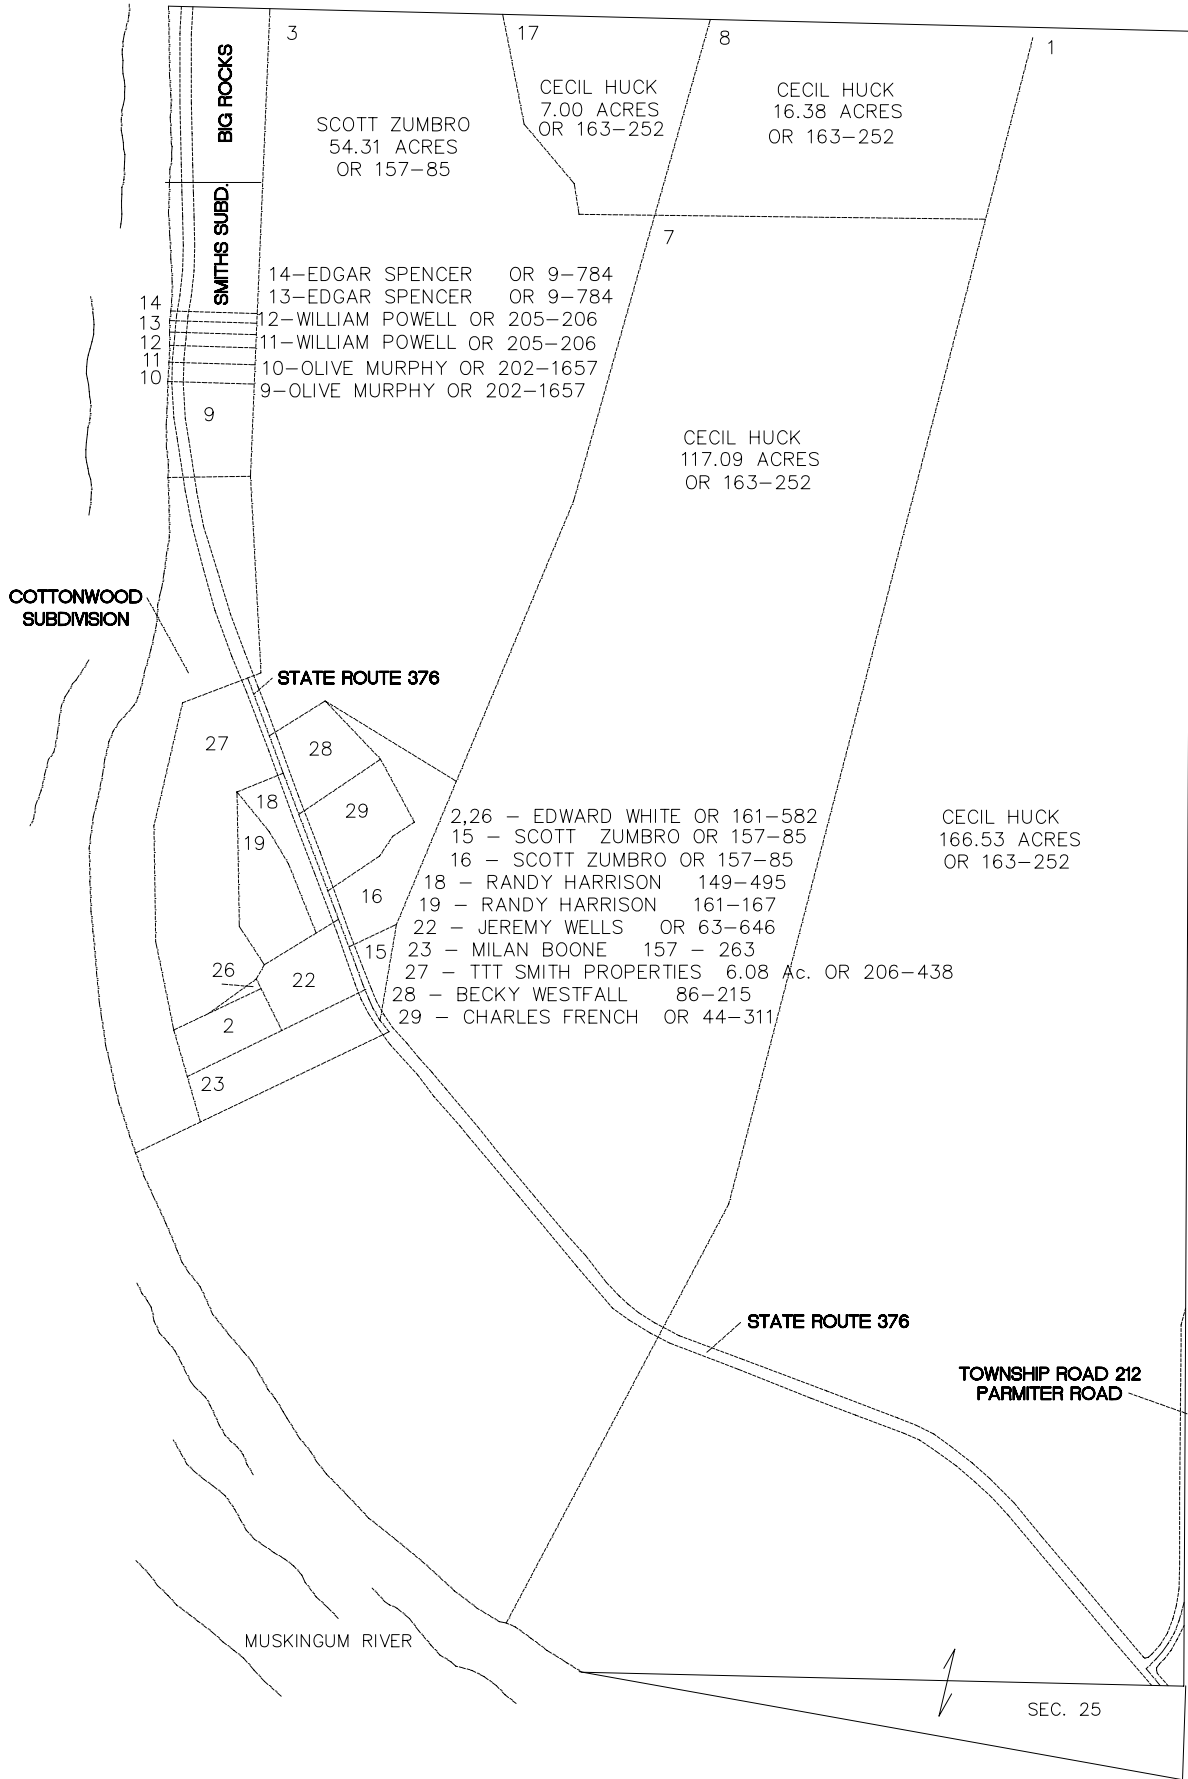 3
17
8
1
BIG ROCKS
CECIL HUCK
7.00 ACRES
OR 163-252
CECIL HUCK
16.38 ACRES
OR 163-252
SCOTT ZUMBRO
54.31 ACRES
OR 157-85
SMITHS SUBD.
7
14-EDGAR SPENCER OR 9-784
13-EDGAR SPENCER OR 9-784
12-WILLIAM POWELL OR 205-206
11-WILLIAM POWELL OR 205-206
10-OLIVE MURPHY OR 202-1657
9-OLIVE MURPHY OR 202-1657
14
13
12
11
10
9
CECIL HUCK
117.09 ACRES
OR 163-252
COTTONWOOD
SUBDIVISION
STATE ROUTE 376
27
28
18
29
19
16
15
26
22
2
23
2,26 - EDWARD WHITE OR 161-582
15 - SCOTT ZUMBRO OR 157-85
16 - SCOTT ZUMBRO OR 157-85
18 - RANDY HARRISON 149-495
19 - RANDY HARRISON 161-167
22 - JEREMY WELLS OR 63-646
23 - MILAN BOONE 157 - 263
27 - TTT SMITH PROPERTIES 6.08 Ac. OR 206-438
28 - BECKY WESTFALL 86-215
29 - CHARLES FRENCH OR 44-311
CECIL HUCK
166.53 ACRES
OR 163-252
STATE ROUTE 376
TOWNSHIP ROAD 212
PARMITER ROAD
MUSKINGUM RIVER
SEC. 25